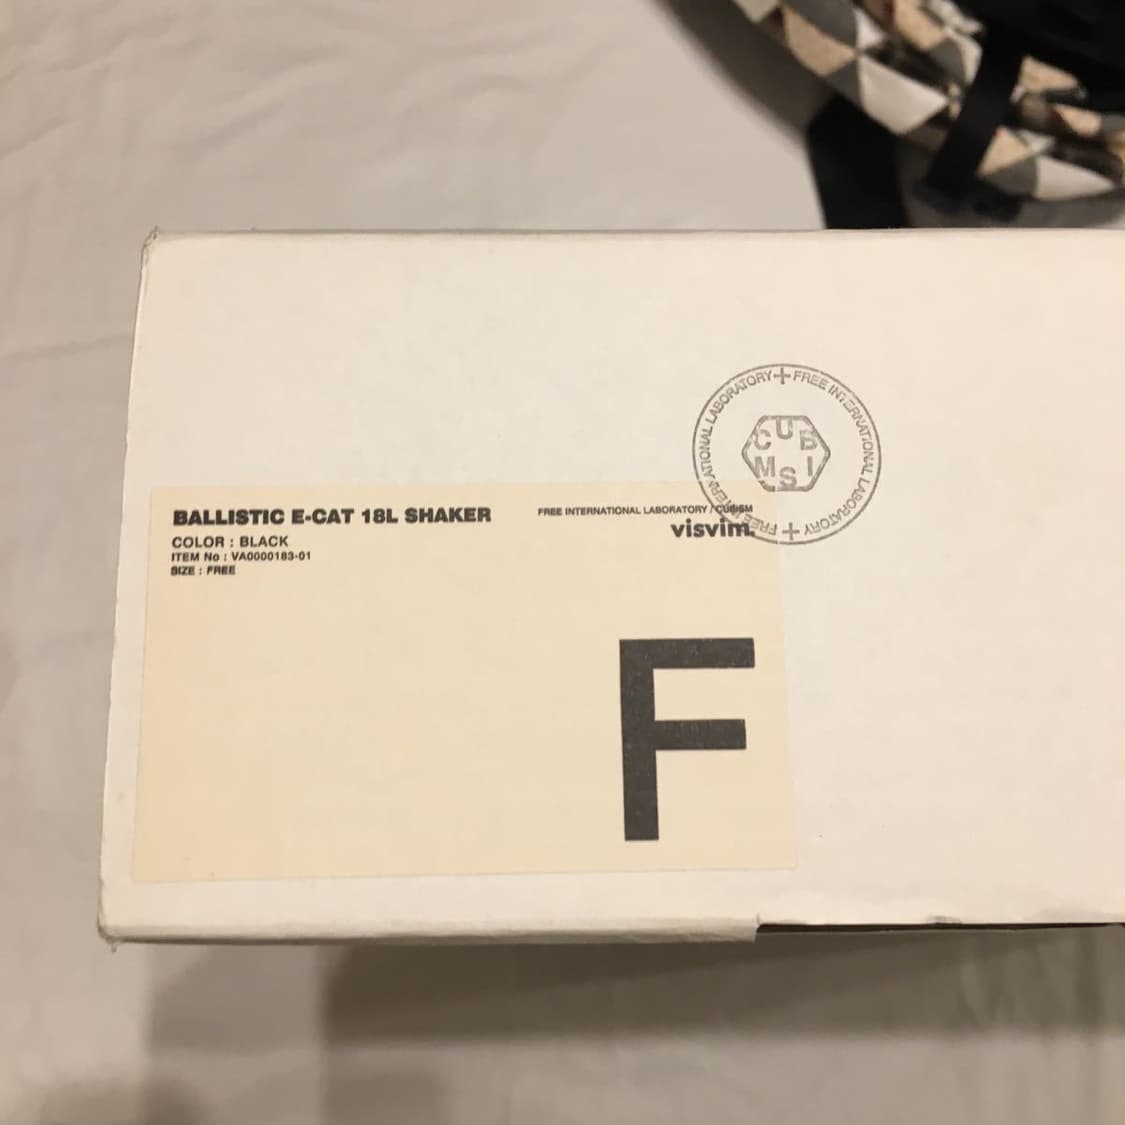 BALLISTIC E-CAT 18L SHAKER
COLOR : BLACK
ITEM No : VA0000183-01
SIZE : FREE
FREE INTERNATIONAL LABORATORY / CUBISM
visvim.
F
FREE INTERNATIONAL LABORATORY + FREE INTERNATIONAL LABORATORY +
CUB
MSI